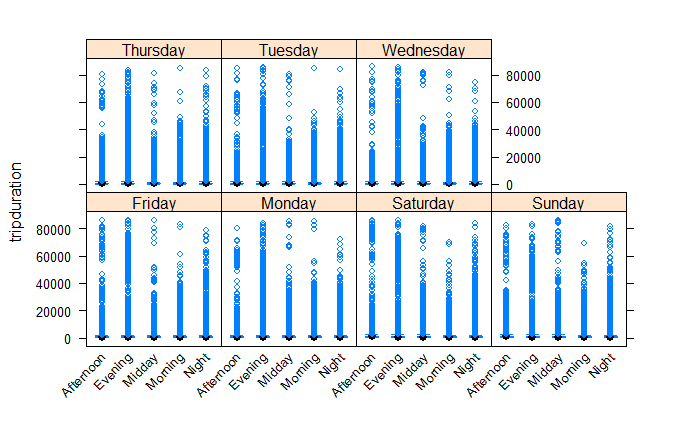 Thursday Tuesday Wednesday
80000
60000
40000
20000
0
tripduration
Friday Monday Saturday Sunday
80000
60000
40000
20000
0
Afternoon Evening Midday Morning Night Afternoon Evening Midday Morning Night Afternoon Evening Midday Morning Night Afternoon Evening Midday Morning Night